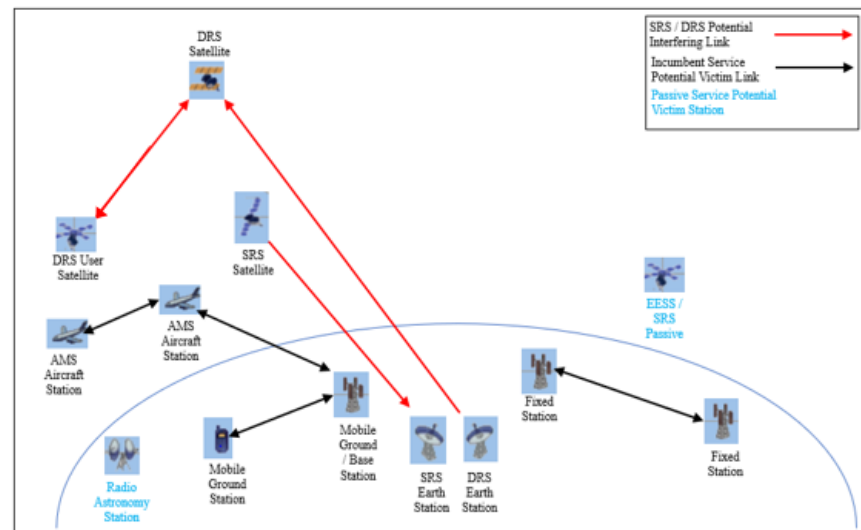 DRS
Satellite
SRS / DRS Potential
Interfering Link
Incumbent Service
Potential Victim Link
Passive Service Potential
Victim Station
DRS User
Satellite
SRS
Satellite
EESS /
SRS
Passive
AMS
Aircraft
Station
AMS
Aircraft
Station
Fixed
Station
Fixed
Station
Mobile
Ground
/ Base
Station
Mobile
Ground
Station
SRS
Earth
Station
DRS
Earth
Station
Radio
Astronomy
Station